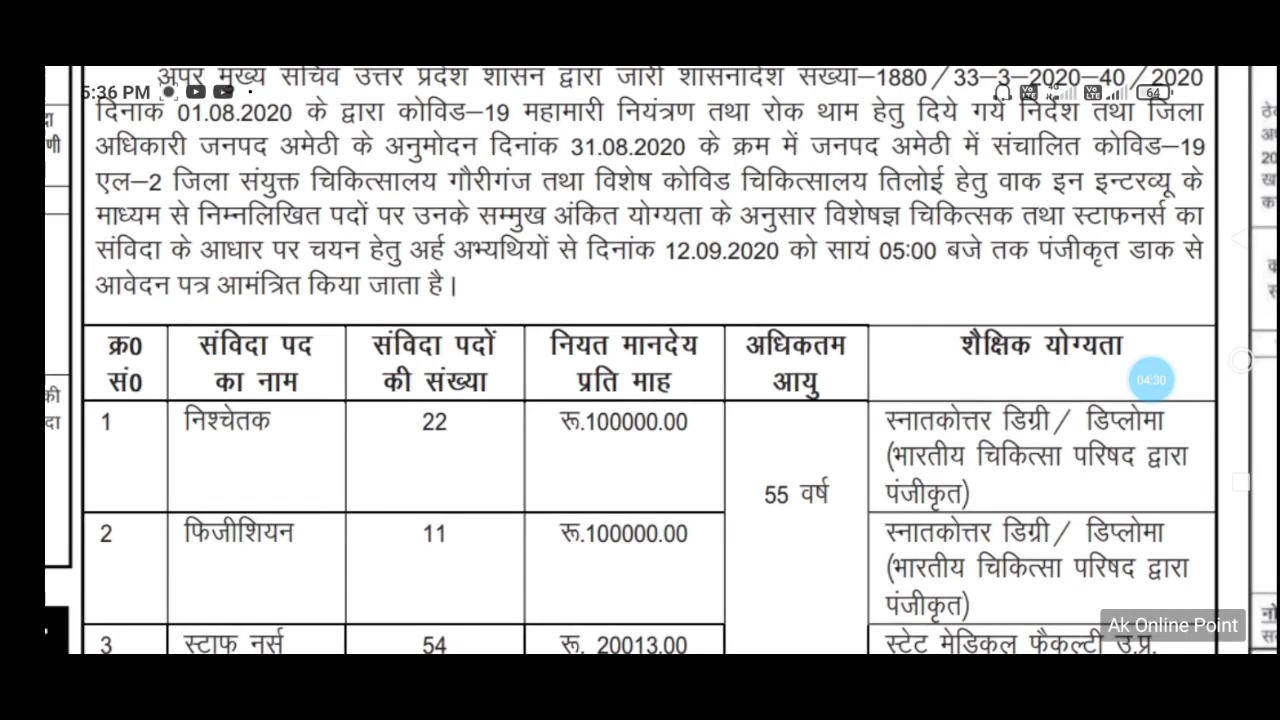 अपर मुख्य सचिव उत्तर प्रदेश शासन द्वारा जारी शासनादेश संख्या–1880/33–3–2020–40/2020
5:36 PM
64
दिनांक 01.08.2020 के द्वारा कोविड–19 महामारी नियंत्रण तथा रोक थाम हेतु दिये गये निर्देश तथा जिला
अधिकारी जनपद अमेठी के अनुमोदन दिनांक 31.08.2020 के क्रम में जनपद अमेठी में संचालित कोविड–19
एल–2 जिला संयुक्त चिकित्सालय गौरीगंज तथा विशेष कोविड चिकित्सालय तिलोई हेतु वाक इन इन्टरव्यू के
माध्यम से निम्नलिखित पदों पर उनके सम्मुख अंकित योग्यता के अनुसार विशेषज्ञ चिकित्सक तथा स्टाफनर्स का
संविदा के आधार पर चयन हेतु अर्ह अभ्यथियों से दिनांक 12.09.2020 को सायं 05:00 बजे तक पंजीकृत डाक से
आवेदन पत्र आमंत्रित किया जाता है।
क्र0 संविदा पद संविदा पदों नियत मानदेय अधिकतम शैक्षिक योग्यता
सं0 का नाम की संख्या प्रति माह आयु
04:30
1 निश्चेतक 22 रू.100000.00 स्नातकोत्तर डिग्री/ डिप्लोमा
(भारतीय चिकित्सा परिषद द्वारा
55 वर्ष पंजीकृत)
2 फिजीशियन 11 रू.100000.00 स्नातकोत्तर डिग्री/ डिप्लोमा
(भारतीय चिकित्सा परिषद द्वारा
पंजीकृत)
Ak Online Point
3 स्टाफ नर्स 54 रू. 20013.00 स्टेट मेडिकल फैकल्टी उ.प्र.